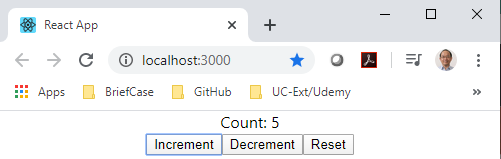 React App
localhost:3000
Apps BriefCase GitHub UC-Ext/Udemy »
Count: 5
Increment Decrement Reset